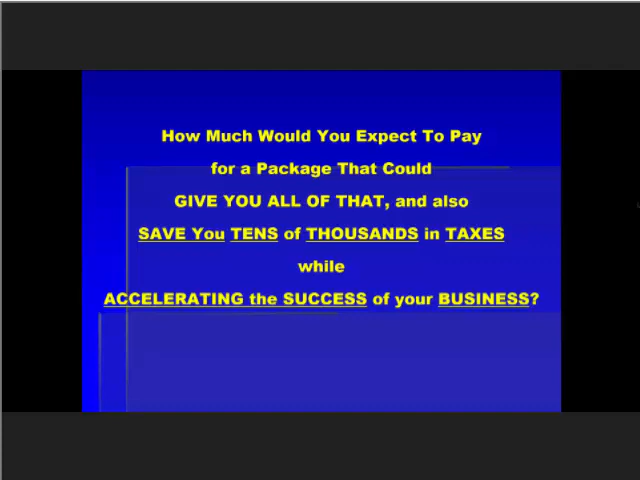 How Much Would You Expect To Pay
for a Package That Could
GIVE YOU ALL OF THAT, and also
SAVE You TENS of THOUSANDS in TAXES
while
ACCELERATING the SUCCESS of your BUSINESS?